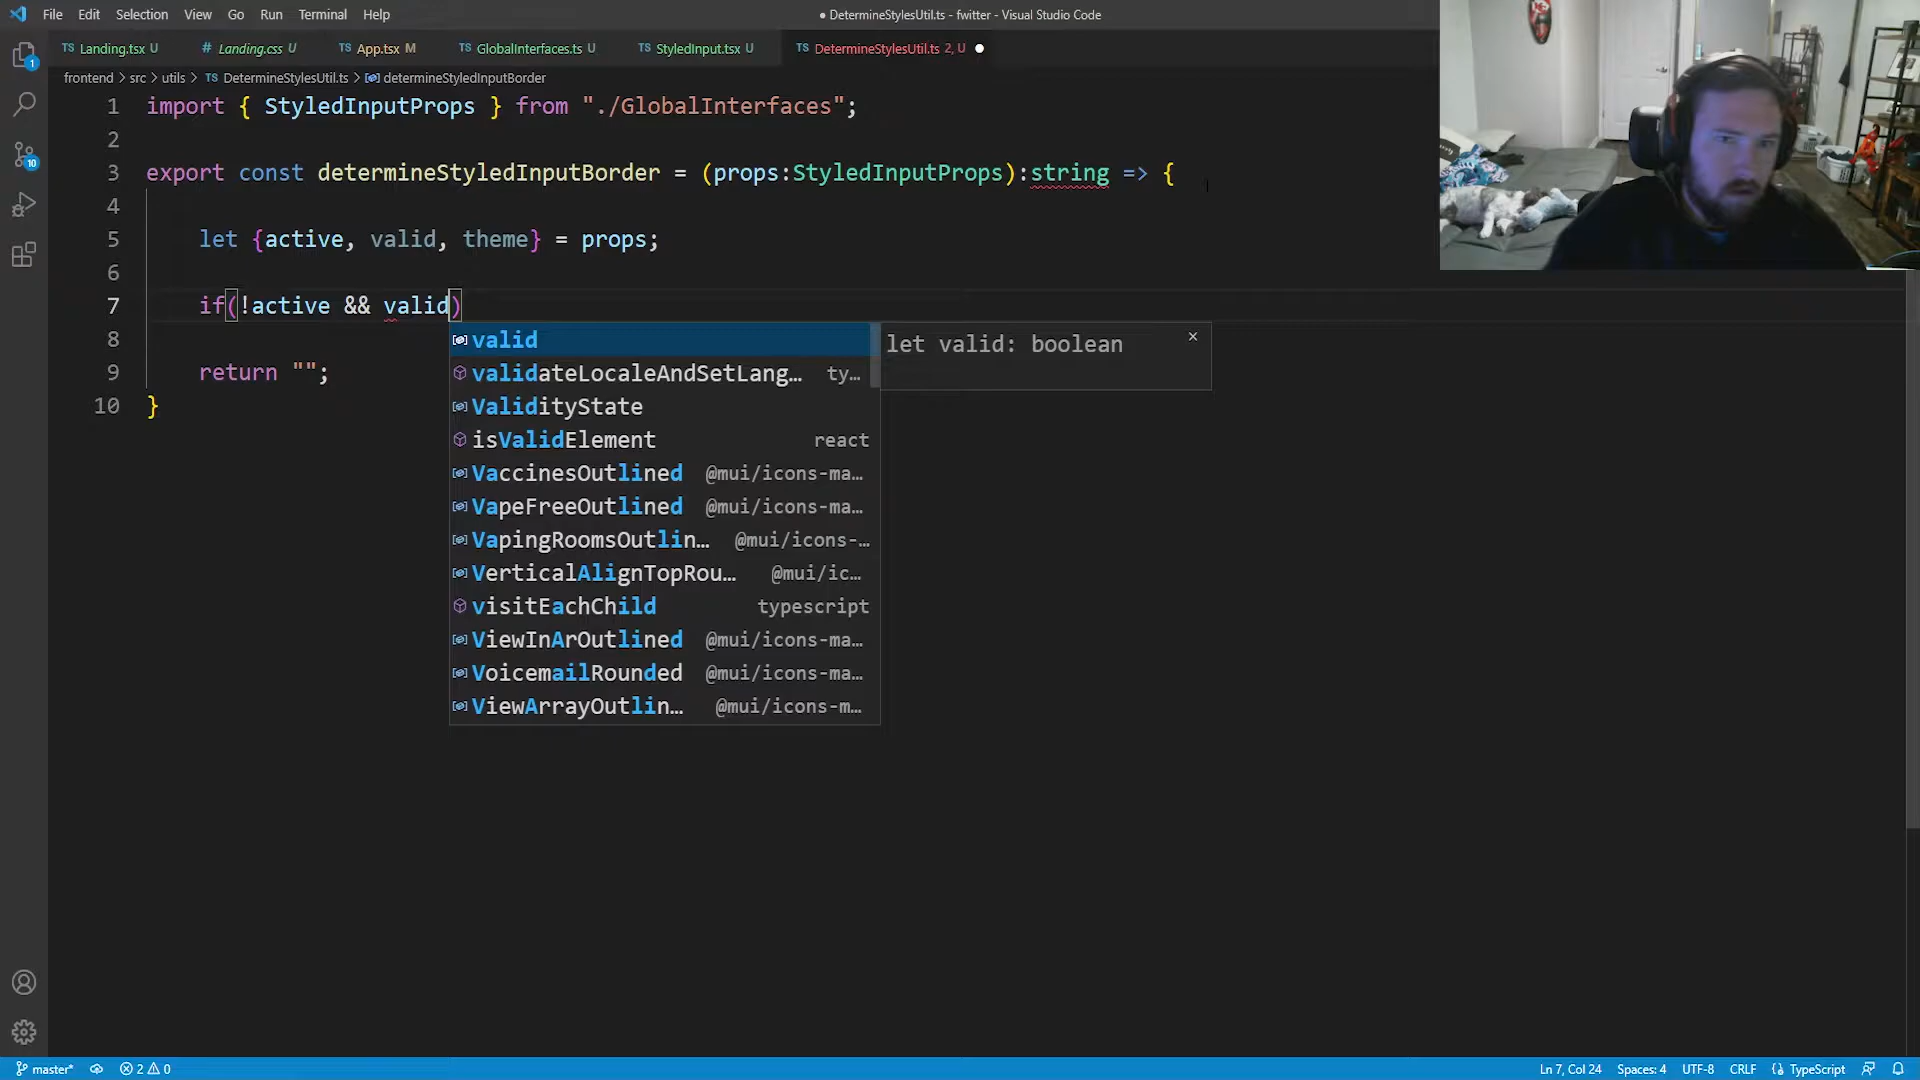 File Edit Selection View Go Run Terminal Help
● DetermineStylesUtil.ts - fwitter - Visual Studio Code
TS Landing.tsx U # Landing.css U TS App.tsx M TS GlobalInterfaces.ts U TS StyledInput.tsx U TS DetermineStylesUtil.ts 2, U ●
frontend > src > utils > TS DetermineStylesUtil.ts > determineStyledInputBorder
1 import { StyledInputProps } from "./GlobalInterfaces";
2
3 export const determineStyledInputBorder = (props:StyledInputProps):string => {
4
5 let {active, valid, theme} = props;
6
7 if(!active && valid)
8
9 return "";
10 }
valid
let valid: boolean
validateLocaleAndSetLang… ty…
ValidityState
isValidElement react
VaccinesOutlined @mui/icons-ma…
VapeFreeOutlined @mui/icons-ma…
VapingRoomsOutlin… @mui/icons-…
VerticalAlignTopRou… @mui/ic…
visitEachChild typescript
ViewInArOutlined @mui/icons-ma…
VoicemailRounded @mui/icons-ma…
ViewArrayOutlin… @mui/icons-m…
1
10
master* 2 0
Ln 7, Col 24 Spaces: 4 UTF-8 CRLF TypeScript